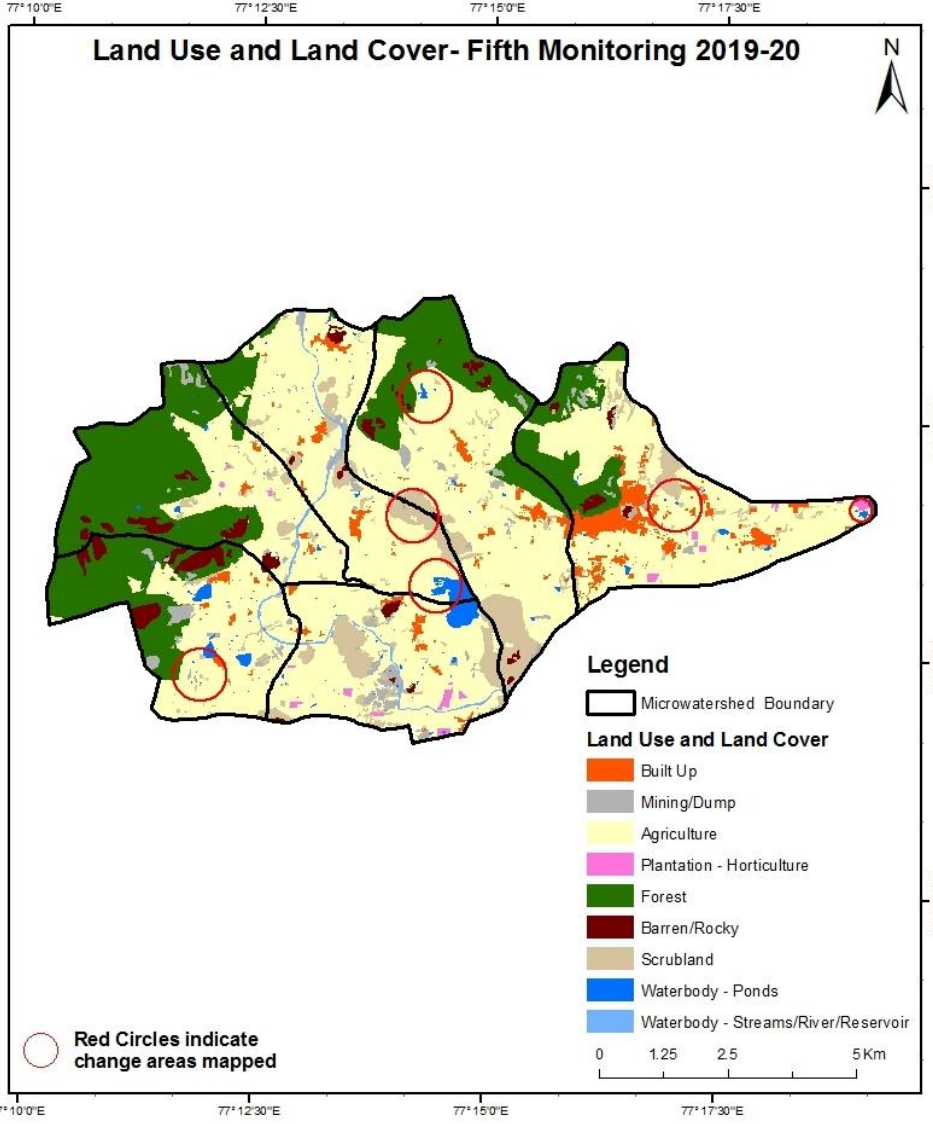 77°10'0"E 77°12'30"E 77°15'0"E 77°17'30"E
Land Use and Land Cover- Fifth Monitoring 2019-20
N
Legend
Microwatershed Boundary
Land Use and Land Cover
Built Up
Mining/Dump
Agriculture
Plantation - Horticulture
Forest
Barren/Rocky
Scrubland
Waterbody - Ponds
Waterbody - Streams/River/Reservoir
0 1.25 2.5 5 Km
Red Circles indicate
change areas mapped
77°10'0"E 77°12'30"E 77°15'0"E 77°17'30"E